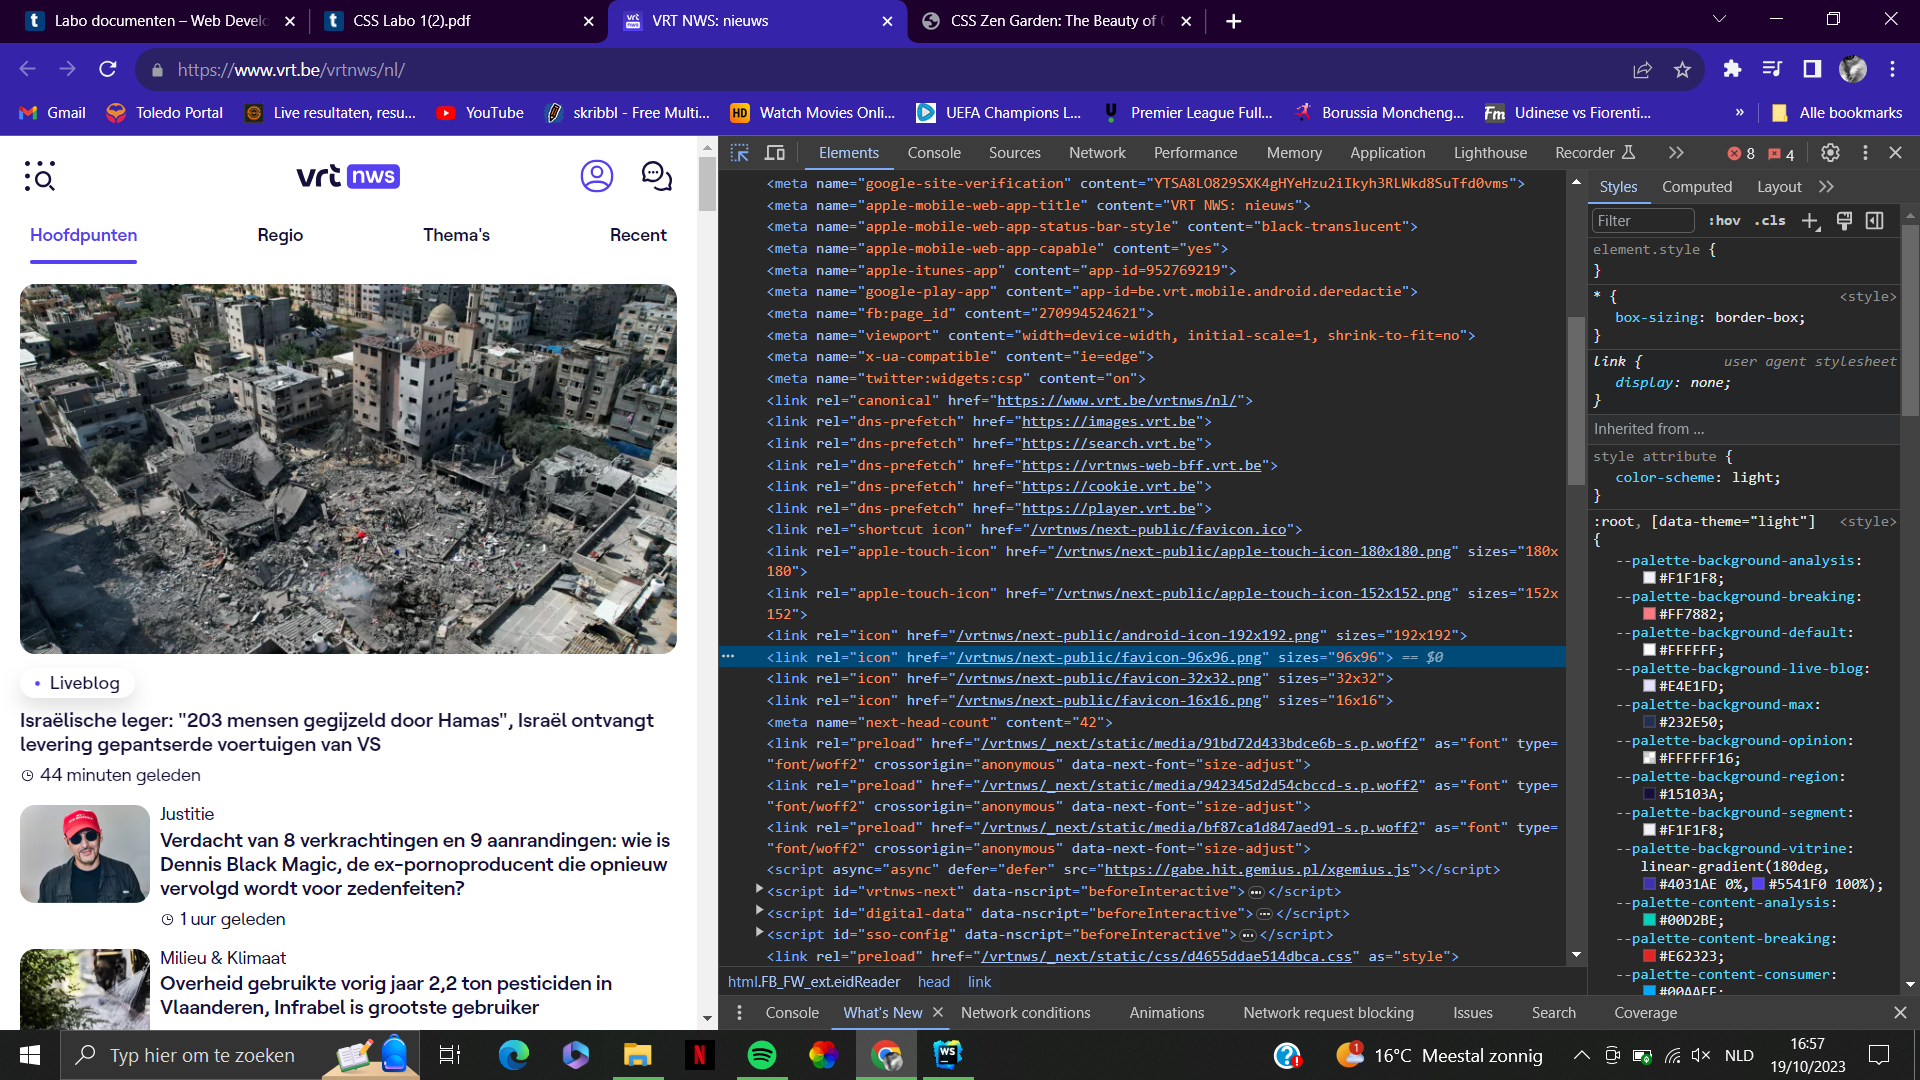 Labo documenten – Web Develo
CSS Labo 1(2).pdf
VRT NWS: nieuws
CSS Zen Garden: The Beauty of
https://www.vrt.be/vrtnws/nl/
Gmail
Toledo Portal
Live resultaten, resu...
YouTube
skribbl - Free Multi...
Watch Movies Onli...
UEFA Champions L...
Premier League Full...
Borussia Moncheng...
Udinese vs Fiorenti...
»
Alle bookmarks
vrt nws
Hoofdpunten
Regio
Thema's
Recent
• Liveblog
Israëlische leger: "203 mensen gegijzeld door Hamas", Israël ontvangt
levering gepantserde voertuigen van VS
44 minuten geleden
Justitie
Verdacht van 8 verkrachtingen en 9 aanrandingen: wie is
Dennis Black Magic, de ex-pornoproducent die opnieuw
vervolgd wordt voor zedenfeiten?
1 uur geleden
Milieu & Klimaat
Overheid gebruikte vorig jaar 2,2 ton pesticiden in
Vlaanderen, Infrabel is grootste gebruiker
Elements
Console
Sources
Network
Performance
Memory
Application
Lighthouse
Recorder
8
4
<meta name="google-site-verification" content="YTSA8LO829SXK4gHYeHzu2iIkyh3RLWkd8SuTfd0vms">
<meta name="apple-mobile-web-app-title" content="VRT NWS: nieuws">
<meta name="apple-mobile-web-app-status-bar-style" content="black-translucent">
<meta name="apple-mobile-web-app-capable" content="yes">
<meta name="apple-itunes-app" content="app-id=952769219">
<meta name="google-play-app" content="app-id=be.vrt.mobile.android.deredactie">
<meta name="fb:page_id" content="270994524621">
<meta name="viewport" content="width=device-width, initial-scale=1, shrink-to-fit=no">
<meta name="x-ua-compatible" content="ie=edge">
<meta name="twitter:widgets:csp" content="on">
<link rel="canonical" href="https://www.vrt.be/vrtnws/nl/">
<link rel="dns-prefetch" href="https://images.vrt.be">
<link rel="dns-prefetch" href="https://search.vrt.be">
<link rel="dns-prefetch" href="https://vrtnws-web-bff.vrt.be">
<link rel="dns-prefetch" href="https://cookie.vrt.be">
<link rel="dns-prefetch" href="https://player.vrt.be">
<link rel="shortcut icon" href="/vrtnws/next-public/favicon.ico">
<link rel="apple-touch-icon" href="/vrtnws/next-public/apple-touch-icon-180x180.png" sizes="180x
180">
<link rel="apple-touch-icon" href="/vrtnws/next-public/apple-touch-icon-152x152.png" sizes="152x
152">
<link rel="icon" href="/vrtnws/next-public/android-icon-192x192.png" sizes="192x192">
<link rel="icon" href="/vrtnws/next-public/favicon-96x96.png" sizes="96x96"> == $0
<link rel="icon" href="/vrtnws/next-public/favicon-32x32.png" sizes="32x32">
<link rel="icon" href="/vrtnws/next-public/favicon-16x16.png" sizes="16x16">
<meta name="next-head-count" content="42">
<link rel="preload" href="/vrtnws/_next/static/media/91bd72d433bdce6b-s.p.woff2" as="font" type=
"font/woff2" crossorigin="anonymous" data-next-font="size-adjust">
<link rel="preload" href="/vrtnws/_next/static/media/942345d2d54cbccd-s.p.woff2" as="font" type=
"font/woff2" crossorigin="anonymous" data-next-font="size-adjust">
<link rel="preload" href="/vrtnws/_next/static/media/bf87ca1d847aed91-s.p.woff2" as="font" type=
"font/woff2" crossorigin="anonymous" data-next-font="size-adjust">
<script async="async" defer="defer" src="https://gabe.hit.gemius.pl/xgemius.js"></script>
<script id="vrtnws-next" data-nscript="beforeInteractive">…</script>
<script id="digital-data" data-nscript="beforeInteractive">…</script>
<script id="sso-config" data-nscript="beforeInteractive">…</script>
<link rel="preload" href="/vrtnws/_next/static/css/d4655ddae514dbca.css" as="style">
html.FB_FW_ext.eidReader
head
link
Styles
Computed
Layout
Filter
:hov
.cls
element.style {
}
* {
<style>
box-sizing: border-box;
}
link {
user agent stylesheet
display: none;
}
Inherited from ...
style attribute {
color-scheme: light;
}
:root, [data-theme="light"]
<style>
{
--palette-background-analysis:
#F1F1F8;
--palette-background-breaking:
#FF7882;
--palette-background-default:
#FFFFFF;
--palette-background-live-blog:
#E4E1FD;
--palette-background-max:
#232E50;
--palette-background-opinion:
#FFFFFF16;
--palette-background-region:
#15103A;
--palette-background-segment:
#F1F1F8;
--palette-background-vitrine:
linear-gradient(180deg,
#4031AE 0%, #5541F0 100%);
--palette-content-analysis:
#00D2BE;
--palette-content-breaking:
#E62323;
--palette-content-consumer:
#00AAFF;
Console
What's New
Network conditions
Animations
Network request blocking
Issues
Search
Coverage
Typ hier om te zoeken
1
16°C Meestal zonnig
NLD
16:57
19/10/2023